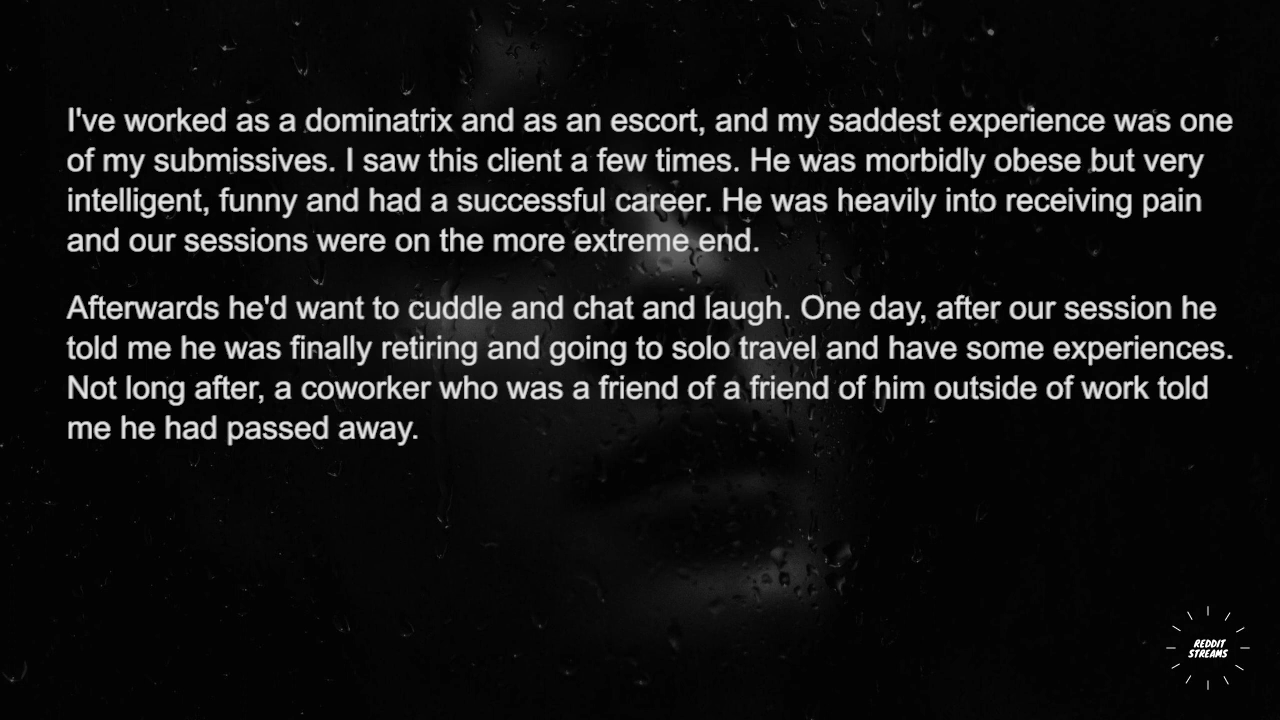 I've worked as a dominatrix and as an escort, and my saddest experience was one
of my submissives. I saw this client a few times. He was morbidly obese but very
intelligent, funny and had a successful career. He was heavily into receiving pain
and our sessions were on the more extreme end.
Afterwards he'd want to cuddle and chat and laugh. One day, after our session he
told me he was finally retiring and going to solo travel and have some experiences.
Not long after, a coworker who was a friend of a friend of him outside of work told
me he had passed away.
REDDIT
STREAMS